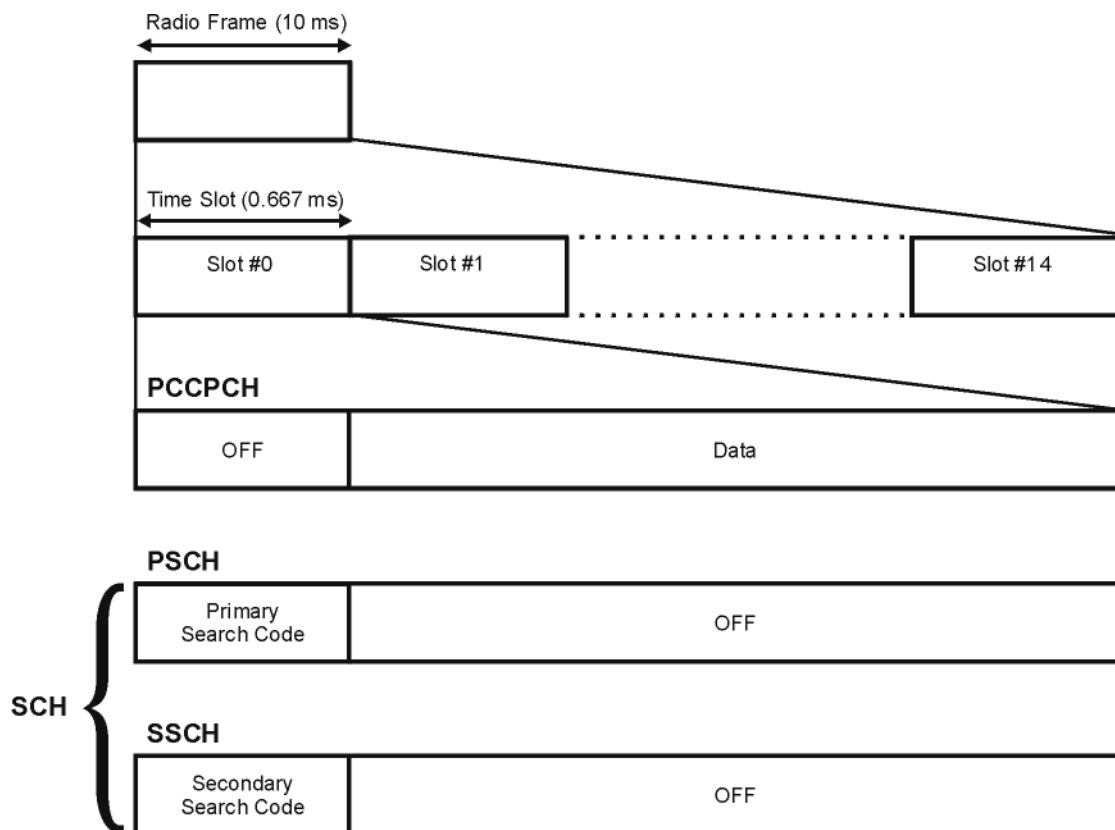 Radio Frame (10 ms)
Time Slot (0.667 ms)
Slot #0
Slot #1
Slot #14
PCCPCH
OFF
Data
PSCH
Primary
Search Code
OFF
SCH
SSCH
Secondary
Search Code
OFF